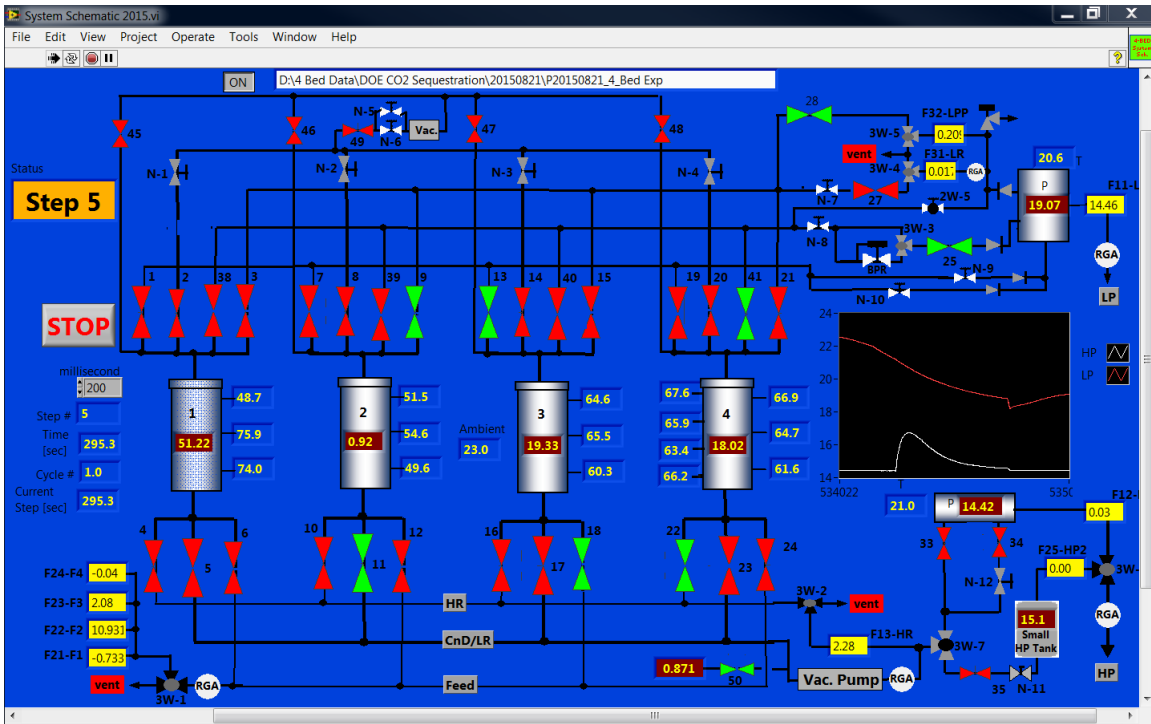 System Schematic 2015.vi
File Edit View Project Operate Tools Window Help
4-BED
System
ON D:\4 Bed Data\DOE CO2 Sequestration\20150821\P20150821_4_Bed Exp
45 46 N-5 47 48 28 F32-LPP
49 N-6 Vac. 3W-5 0.209
Status N-1 N-2 N-3 N-4 vent F31-LR 20.6 T
3W-4 0.017 RGA P F11-L
Step 5 N-7 27 2W-5 19.07 14.46
N-8 3W-3 RGA
BPR 25 N-9
1 2 38 3 7 8 39 9 13 14 40 15 19 20 41 21 N-10 LP
STOP
24
22
20
18
16
14
534022 5350
HP
LP
millisecond
200
Step # 5
Time
[sec] 295.3
Cycle # 1.0
Current
Step [sec] 295.3
1 51.22 48.7 75.9 74.0
2 0.92 51.5 54.6 49.6
Ambient
23.0
3 19.33 64.6 65.5 60.3
67.6 65.9 63.4 66.2
4 18.02 66.9 64.7 61.6
T
21.0 P 14.42 F12-
0.03
33 34 F25-HP2
N-12 0.00 3W-
4 5 6 10 11 12 16 17 18 22 23 24
F24-F4 -0.04
F23-F3 2.08
F22-F2 10.931
F21-F1 -0.733
HR 3W-2 vent
15.1
Small
HP Tank
RGA
CnD/LR F13-HR
2.28 3W-7
0.871 50 Vac. Pump RGA 35 N-11 HP
vent 3W-1 RGA Feed